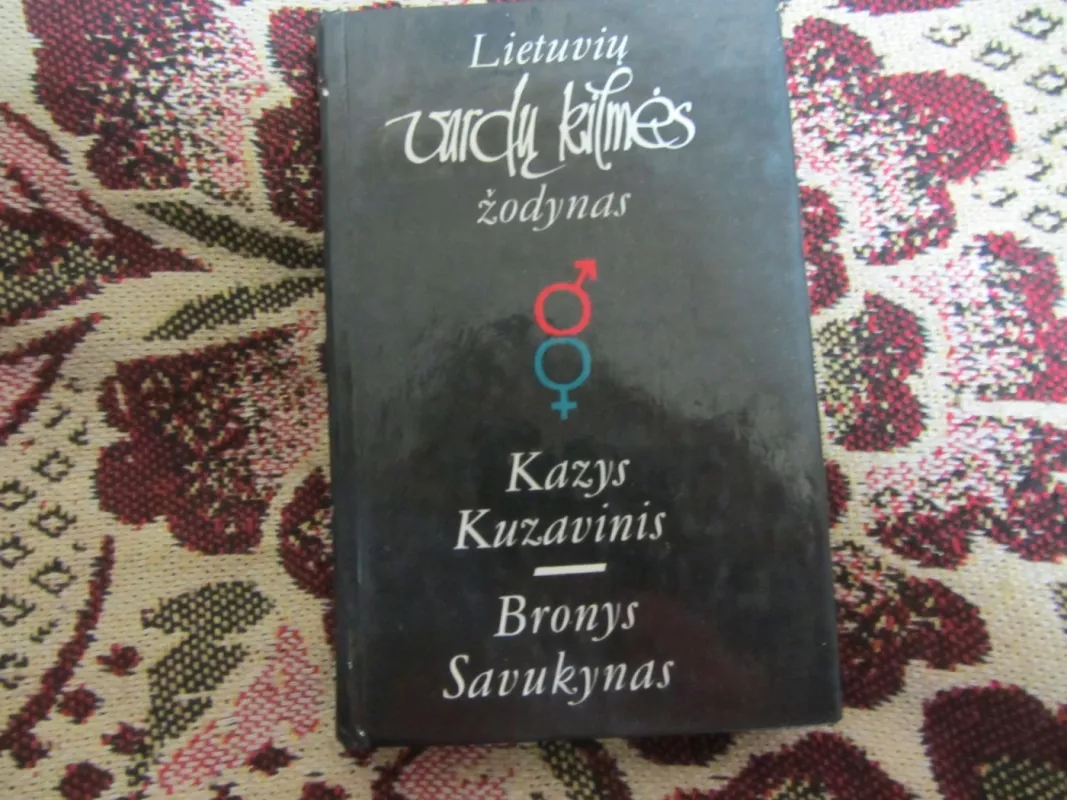 Lietuvių
vardų kilmės
žodynas
Kazys
Kuzavinis
Bronys
Savukynas